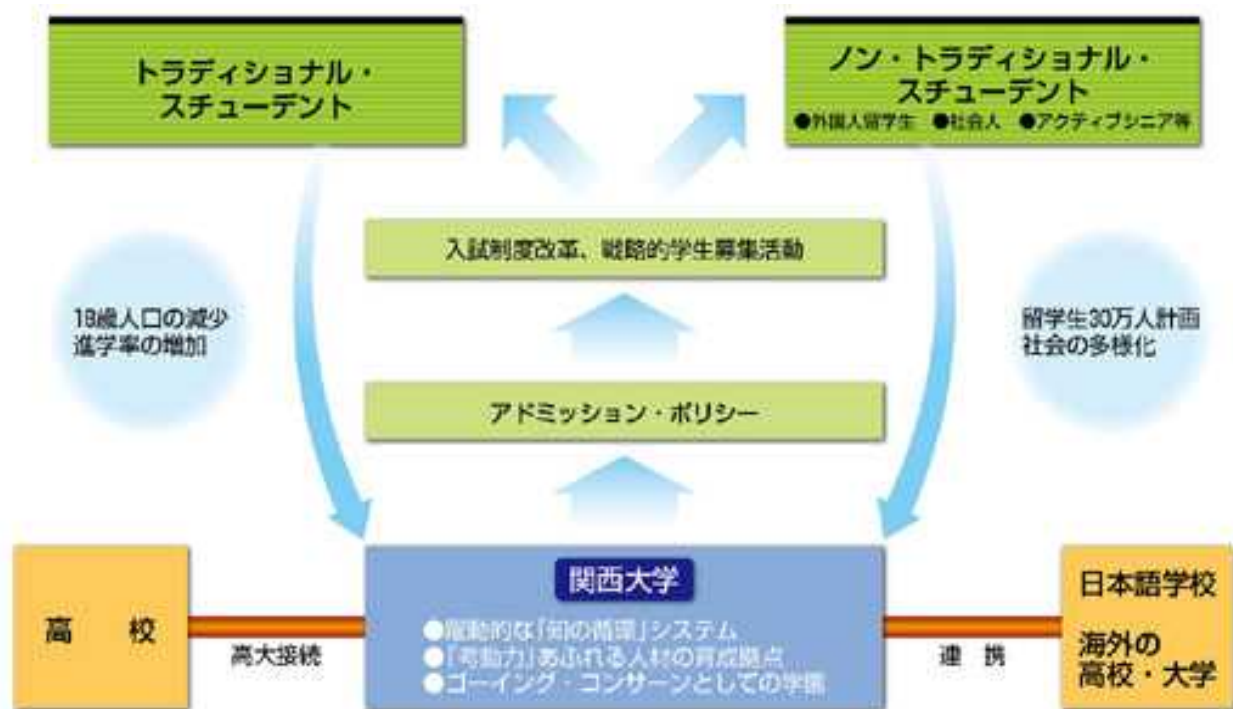 トラディショナル・
スチューデント
ノン・トラディショナル・
スチューデント
●外国人留学生 ●社会人 ●アクティブシニア等
入試制度改革、戦略的学生募集活動
18歳人口の減少
進学率の増加
留学生30万人計画
社会の多様化
アドミッション・ポリシー
関西大学
●躍動的な「知の循環」システム
●「考動力」あふれる人材の育成拠点
●ゴーイング・コンサーンとしての学園
高 校
高大接続
連 携
日本語学校
海外の
高校・大学